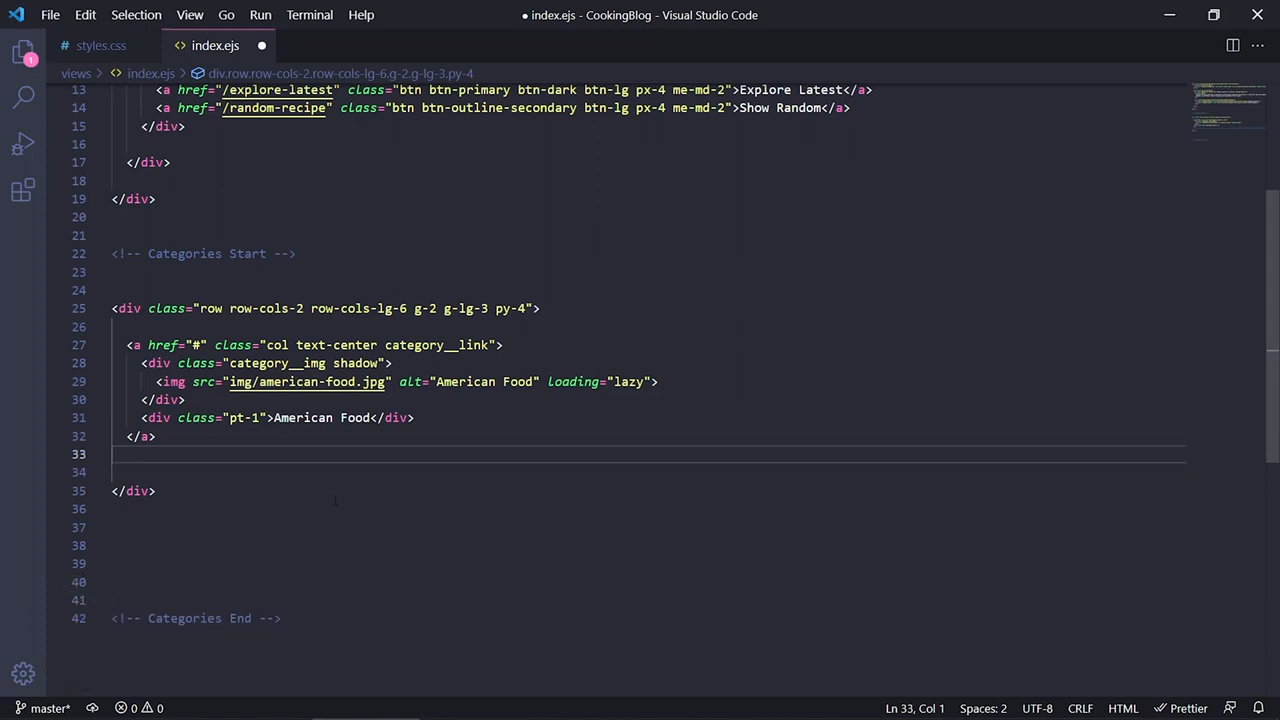 File Edit Selection View Go Run Terminal Help
● index.ejs - CookingBlog - Visual Studio Code
# styles.css
<> index.ejs ●
views > <> index.ejs > div.row.row-cols-2.row-cols-lg-6.g-2.g-lg-3.py-4
1
13 <a href="/explore-latest" class="btn btn-primary btn-dark btn-lg px-4 me-md-2">Explore Latest</a>
14 <a href="/random-recipe" class="btn btn-outline-seconary btn-lg px-4 me-md-2">Show Random</a>
15 </div>
16
17 </div>
18
19 </div>
20
21
22 <!-- Categories Start -->
23
24
25 <div class="row row-cols-2 row-cols-lg-6 g-2 g-lg-3 py-4">
26
27 <a href="#" class="col text-center category__link">
28 <div class="category__img shadow">
29 <img src="img/american-food.jpg" alt="American Food" loading="lazy">
30 </div>
31 <div class="pt-1">American Food</div>
32 </a>
33
34
35 </div>
36
37
38
39
40
41
42 <!-- Categories End -->
master* 0 0 Ln 33, Col 1 Spaces: 2 UTF-8 CRLF HTML Prettier